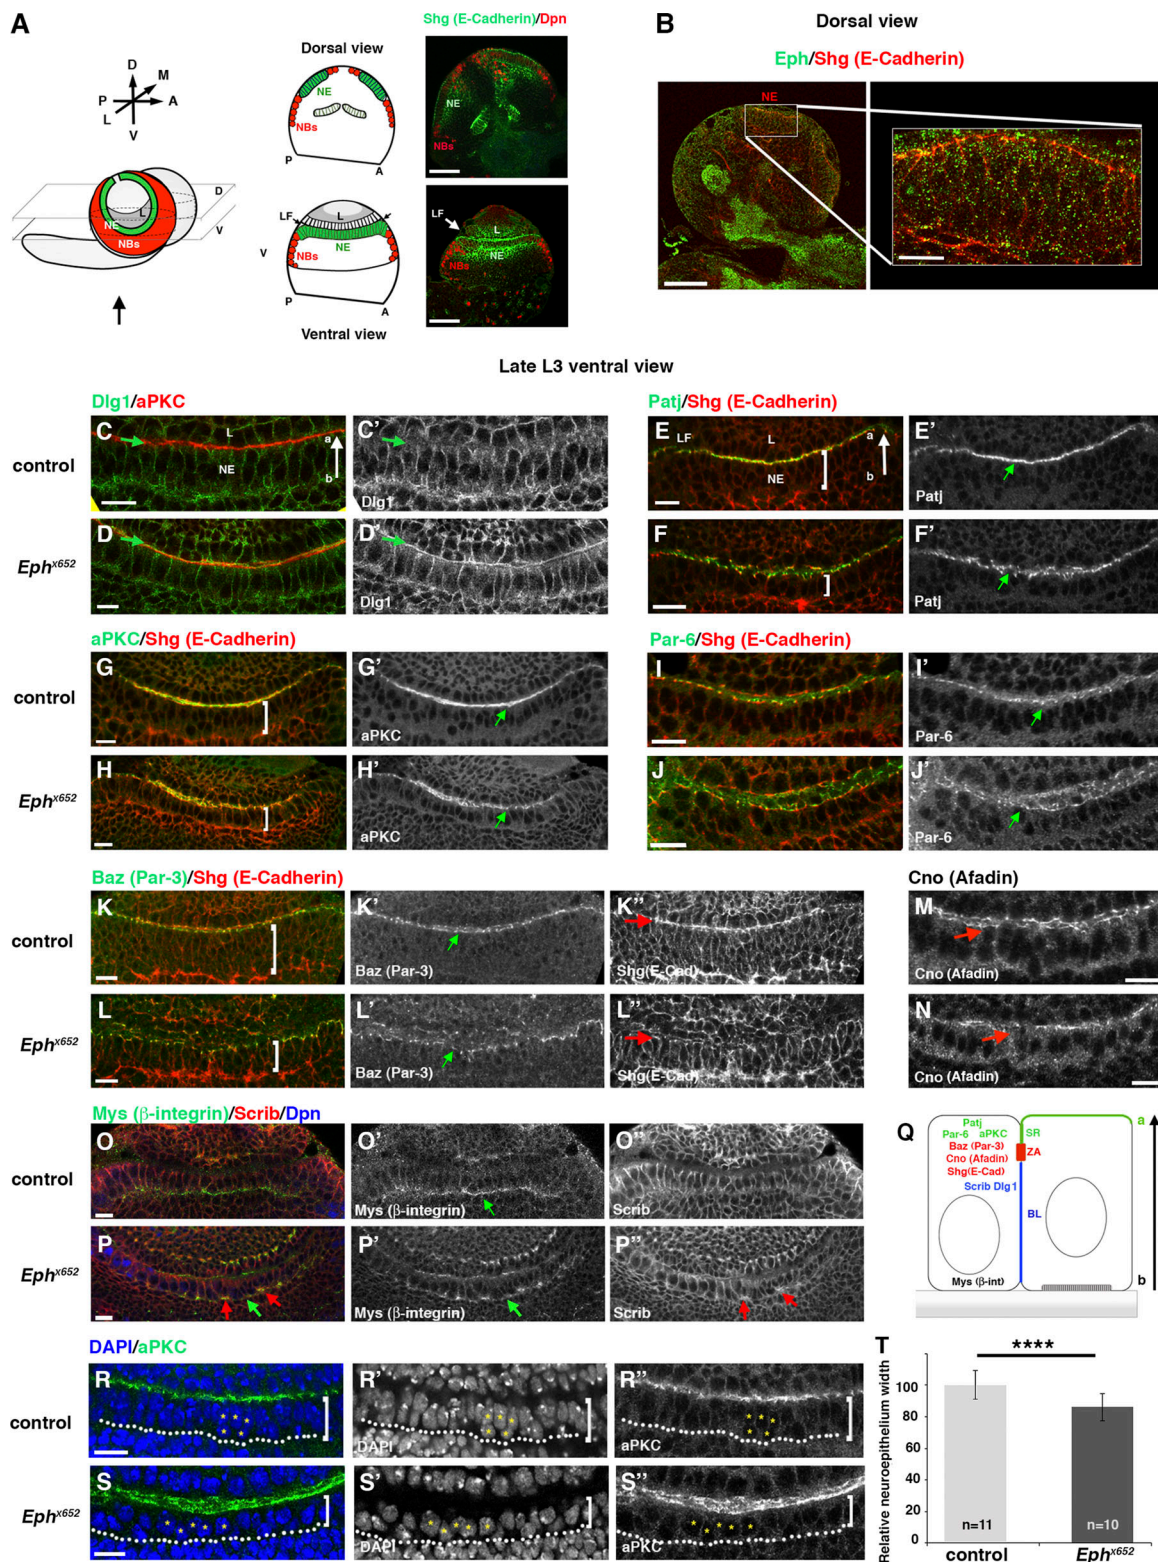 A
Shg (E-Cadherin)/Dpn
Dorsal view
D
M
P
A
L
V
NE
NBs
P
A
NE
NBs
D
L
NE
NBs
V
LF
L
NE
NBs
V
P
A
Ventral view
LF
L
NBs
NE
B
Dorsal view
Eph/Shg (E-Cadherin)
NE
Late L3 ventral view
Dlg1/aPKC
control
C
L
NE
a
b
C'
Dlg1
Eph^x652
D
D'
Dlg1
Patj/Shg (E-Cadherin)
E
LF
L
NE
a
b
E'
Patj
F
F'
Patj
aPKC/Shg (E-Cadherin)
control
G
G'
aPKC
Eph^x652
H
H'
aPKC
Par-6/Shg (E-Cadherin)
I
I'
Par-6
J
J'
Par-6
Baz (Par-3)/Shg (E-Cadherin)
control
K
K'
Baz (Par-3)
K''
Shg(E-Cad)
Eph^x652
L
L'
Baz (Par-3)
L''
Shg(E-Cad)
Cno (Afadin)
M
Cno (Afadin)
N
Cno (Afadin)
Mys (β-integrin)/Scrib/Dpn
control
O
O'
Mys (β-integrin)
O''
Scrib
Eph^x652
P
P'
Mys (β-integrin)
P''
Scrib
Q
Patj
Par-6 aPKC
Baz (Par-3)
Cno (Afadin)
Shg(E-Cad)
Scrib Dlg1
Mys (β-int)
SR
ZA
BL
a
b
DAPI/aPKC
control
R
R'
DAPI
R''
aPKC
Eph^x652
S
S'
DAPI
S''
aPKC
T
****
Relative neuroepithelium width
100
80
60
40
20
0
n=11
n=10
control
Eph^x652